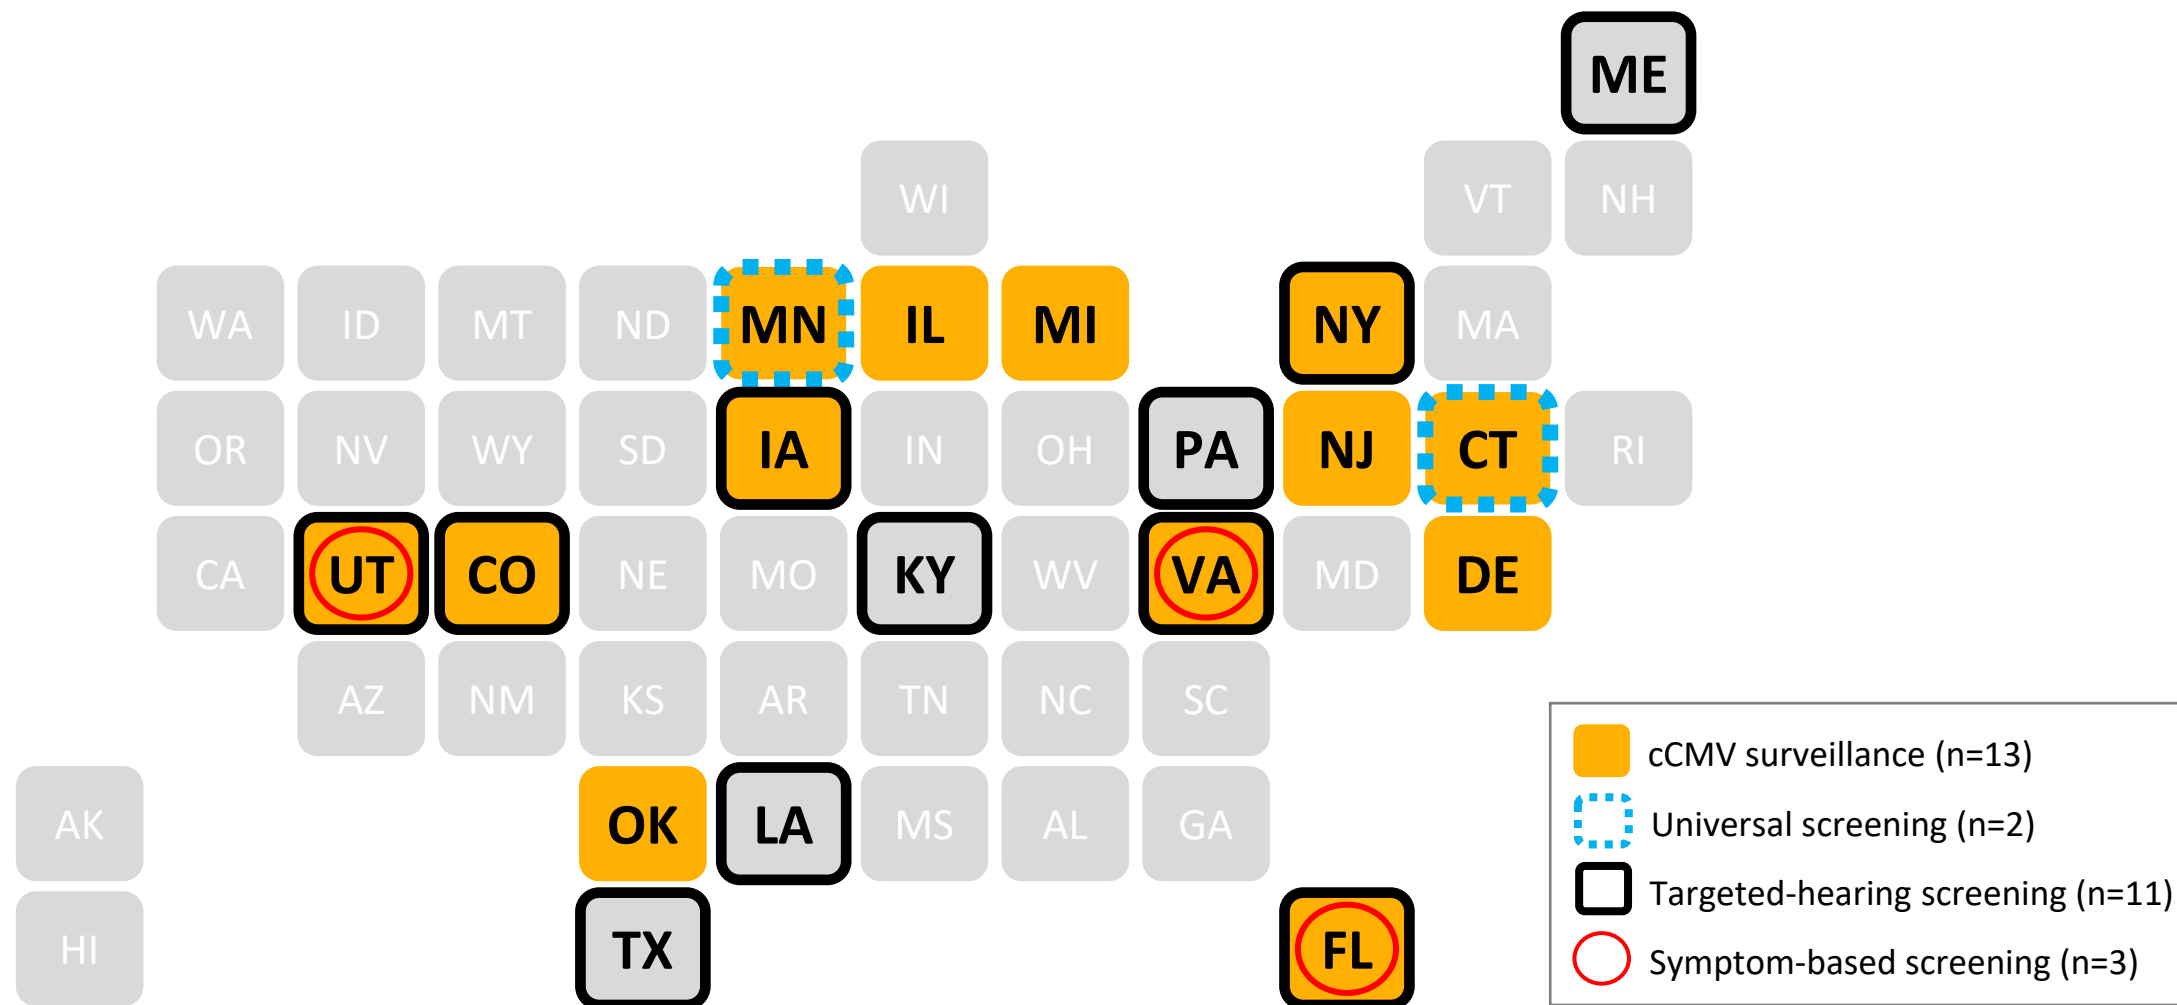 ME
WI VT NH
WA ID MT ND MN IL MI NY MA
OR NV WY SD IA IN OH PA NJ CT RI
CA UT CO NE MO KY WV VA MD DE
AZ NM KS AR TN NC SC
AK OK LA MS AL GA
HI TX FL
cCMV surveillance (n=13)
Universal screening (n=2)
Targeted-hearing screening (n=11)
Symptom-based screening (n=3)